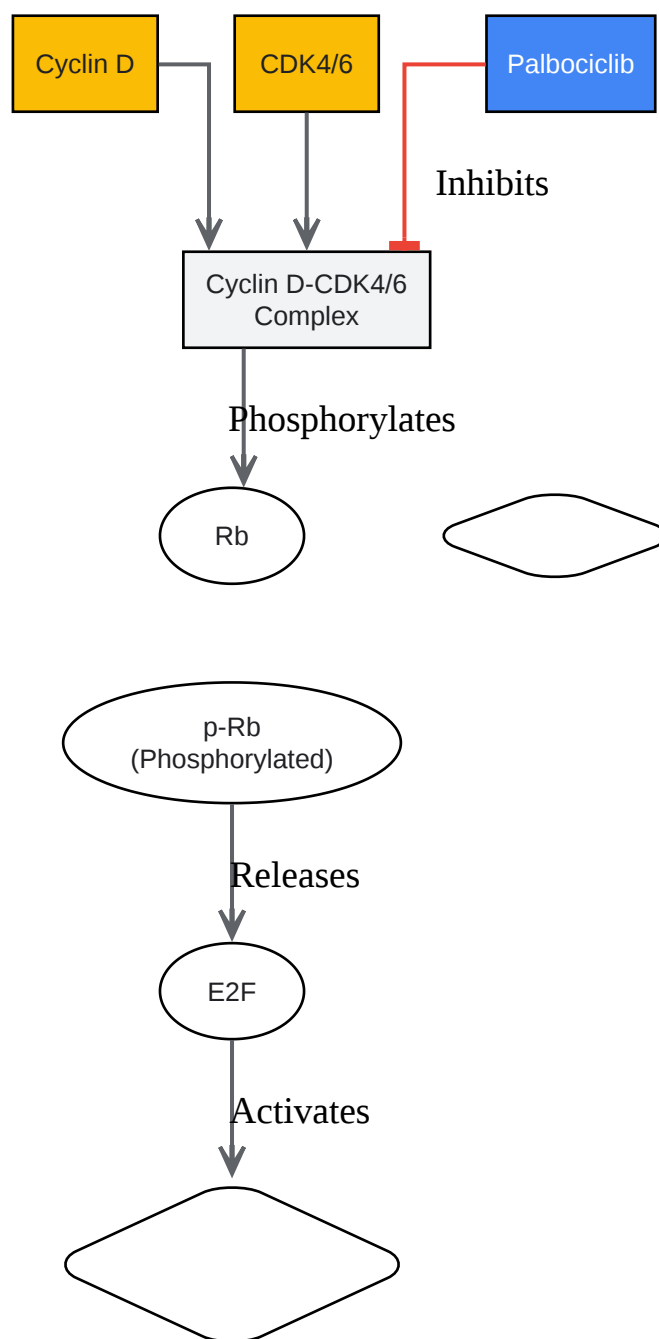 Cyclin D
CDK4/6
Palbociclib
Inhibits
Cyclin D-CDK4/6
Complex
Phosphorylates
Rb
p-Rb
(Phosphorylated)
Releases
E2F
Activates